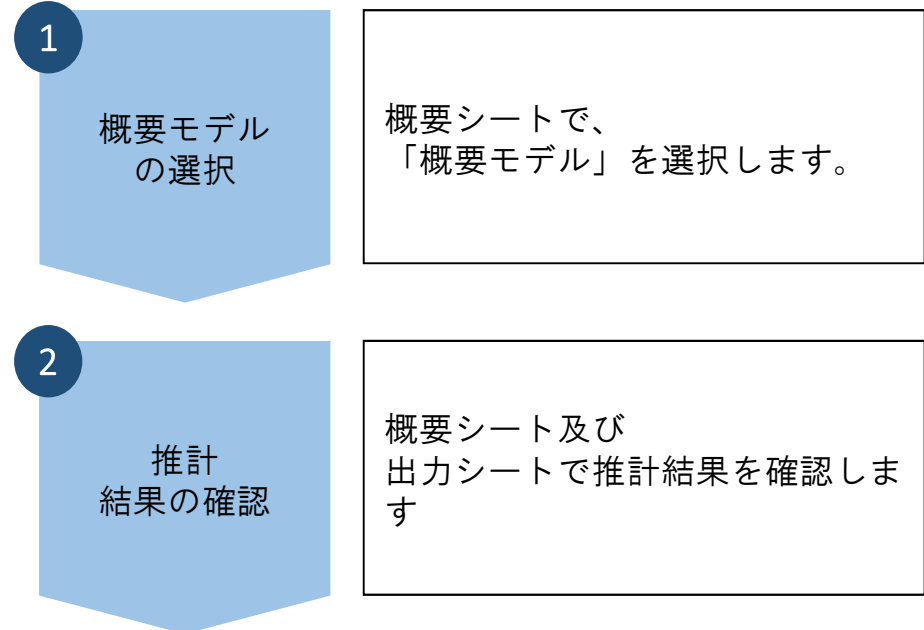 1
概要モデル
の選択
概要シートで、
「概要モデル」を選択します。
2
推計
結果の確認
概要シート及び
出力シートで推計結果を確認しま
す